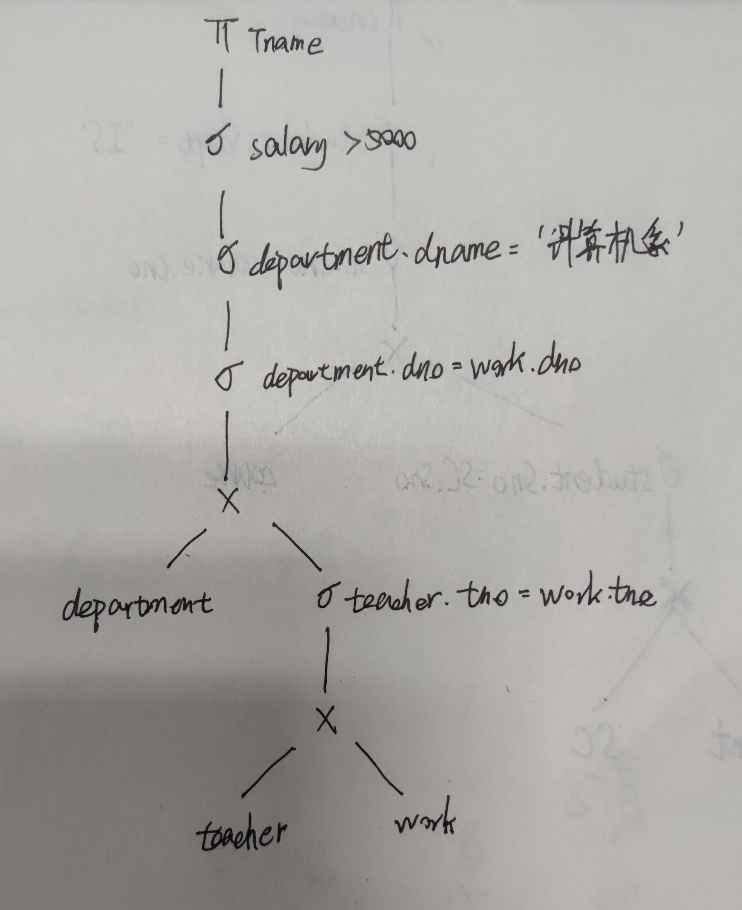 π Tname
σ salary >5000
σ department.dname = '计算机系'
σ department.dno = work.dno
×
department
σ teacher.tno = work.tno
×
teacher
work